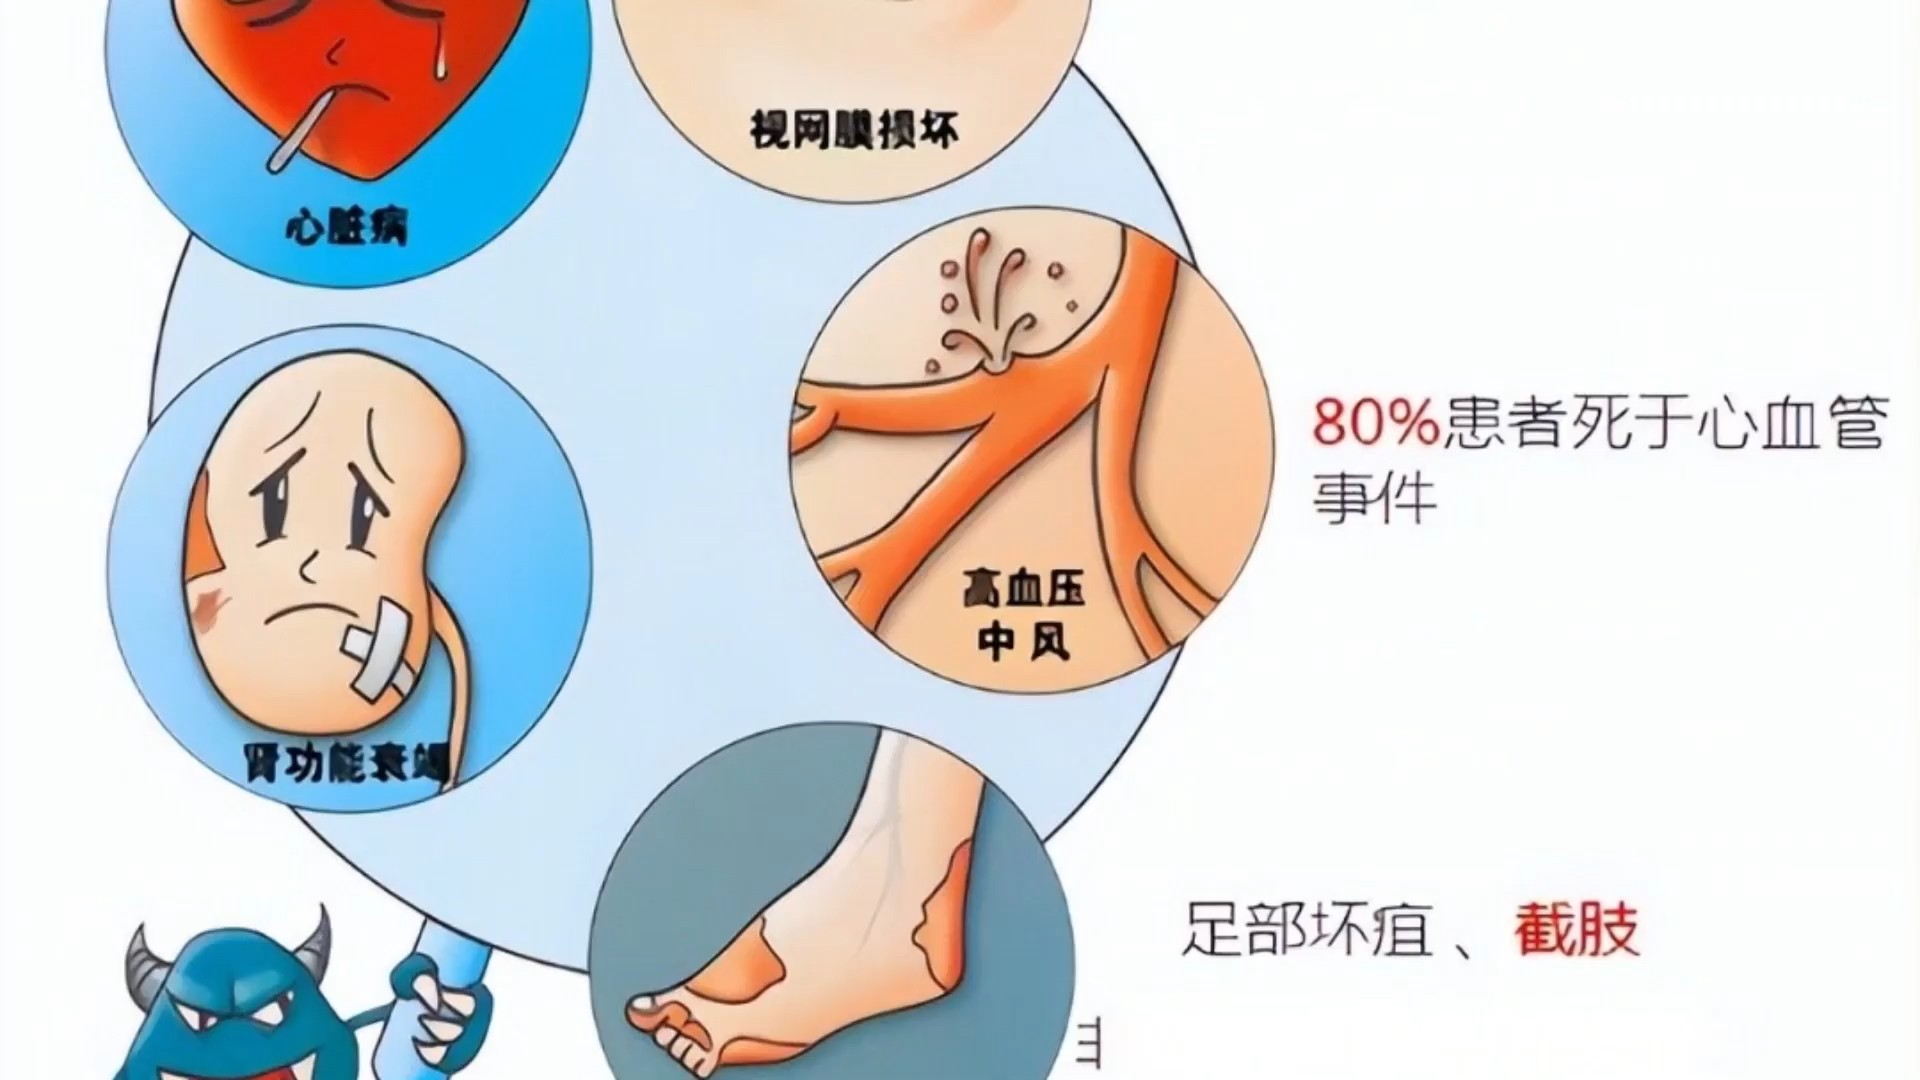 视网膜损坏
心脏病
80%患者死于心血管
事件
高血压
中风
肾功能衰竭
足部坏疽、截肢